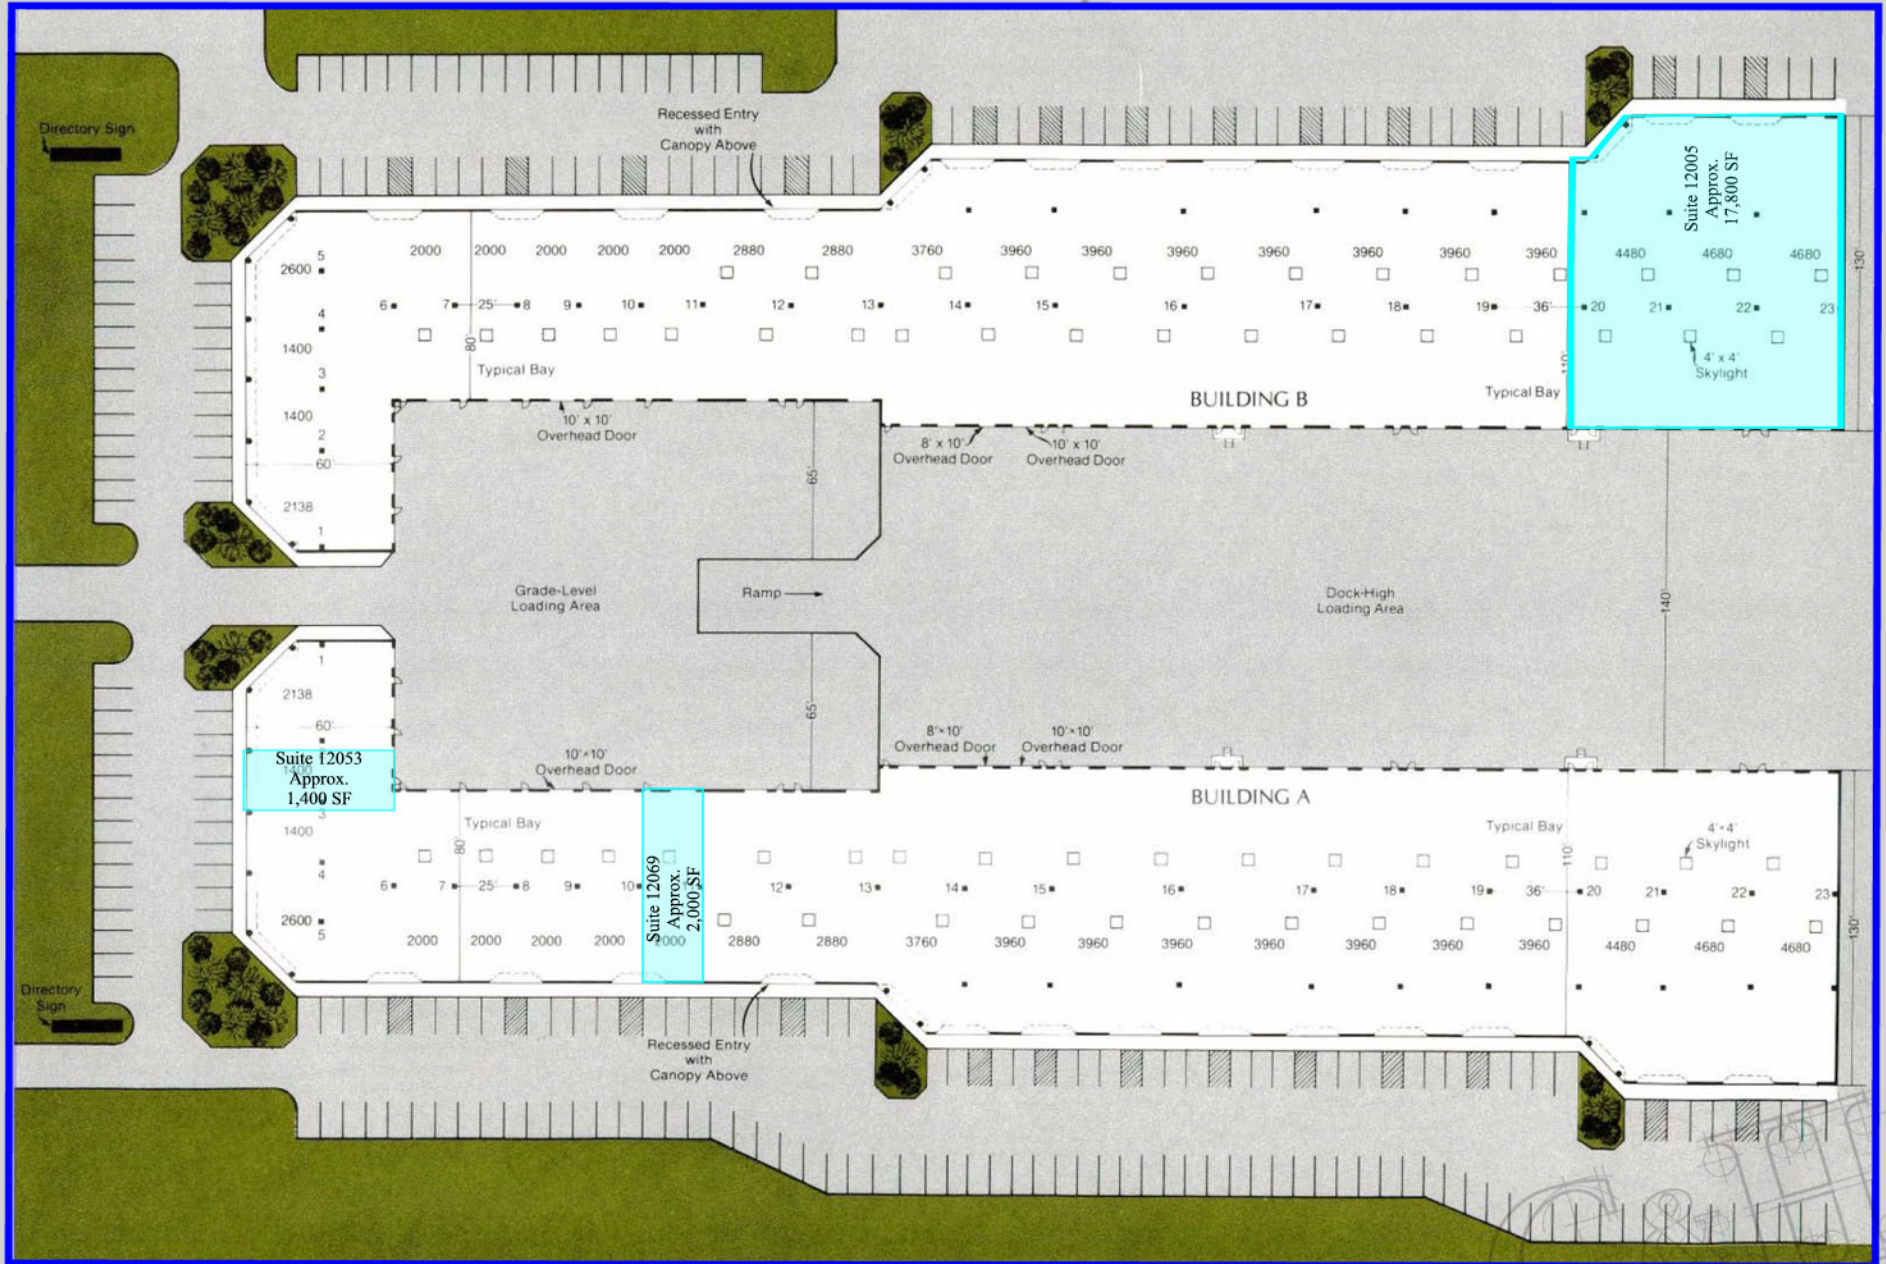 Directory Sign
Recessed Entry
with
Canopy Above
Suite 12005
Approx.
17,800 SF
5
2600
2000 2000 2000 2000 2000 2880 2880 3760 3960 3960 3960 3960 3960 3960 3960 3960 4480 4680 4680
4
6 7 25' 8 9 10 11 12 13 14 15 16 17 18 19 36' 20 21 22 23
130'
80'
1400
3
Typical Bay
110'
4' x 4'
Skylight
Typical Bay
BUILDING B
1400
2
10' x 10'
Overhead Door
8' x 10'
Overhead Door
10' x 10'
Overhead Door
60'
65'
2138
1
Grade-Level
Loading Area
Ramp
Dock-High
Loading Area
140'
1
2138
65'
60'
8'×10'
Overhead Door
10'×10'
Overhead Door
10'×10'
Overhead Door
Suite 12053
Approx.
1,400 SF
1400
3
1400
BUILDING A
Typical Bay
Typical Bay
4'×4'
Skylight
80'
110'
4
6 7 25' 8 9 10 12 13 14 15 16 17 18 19 36' 20 21 22 23
Suite 12069
Approx.
2,000 SF
2600
5
130'
2000 2000 2000 2000 2000 2880 2880 3760 3960 3960 3960 3960 3960 3960 3960 4480 4680 4680
Directory
Sign
Recessed Entry
with
Canopy Above